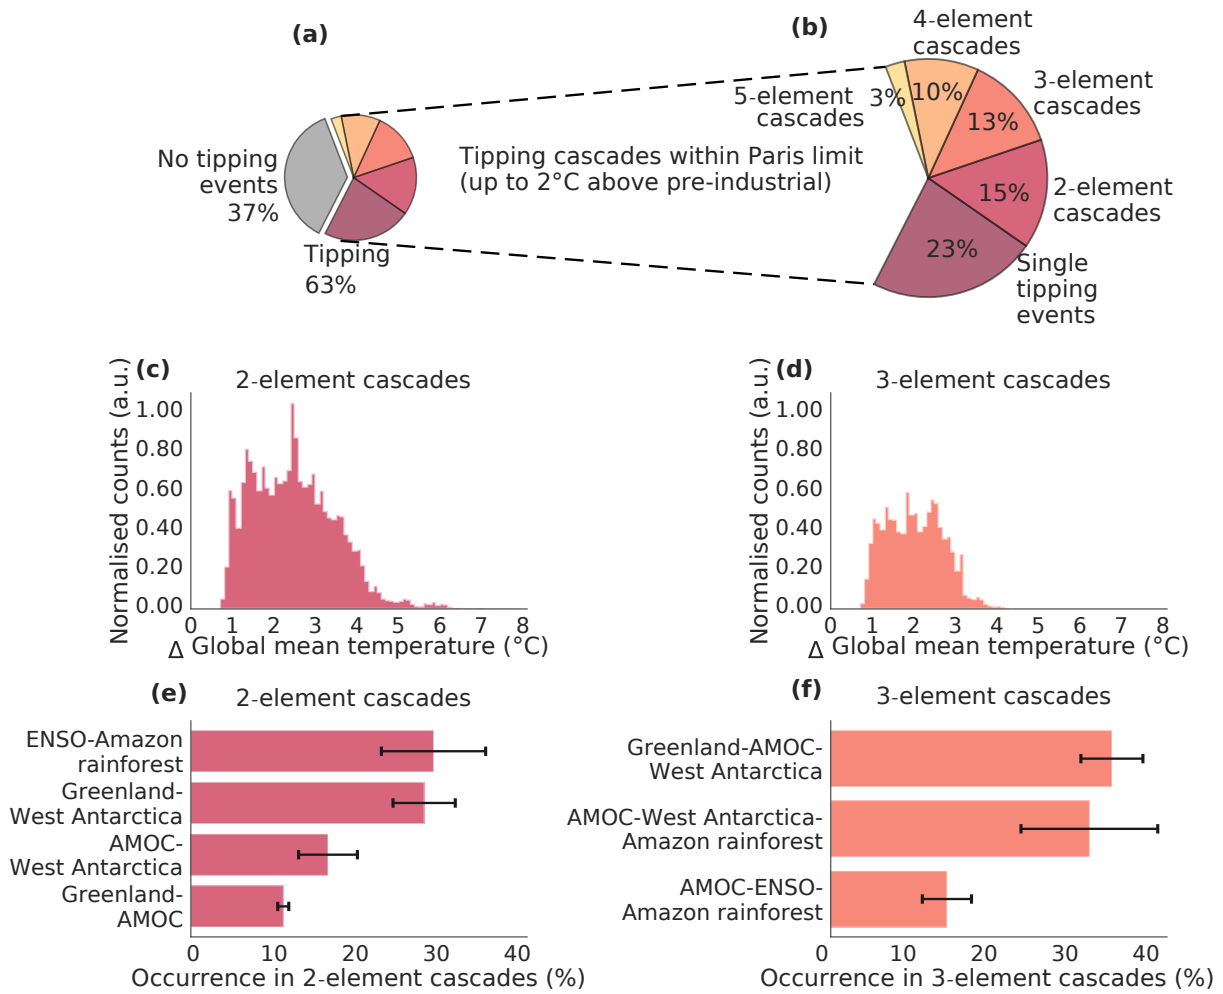 (a)
(b)
4-element
cascades
3-element
cascades
5-element
cascades
3%
10%
13%
15%
23%
2-element
cascades
Single
tipping
events
No tipping
events
37%
Tipping
63%
Tipping cascades within Paris limit
(up to 2°C above pre-industrial)
(c)
2-element cascades
Normalised counts (a.u.)
1.00
0.80
0.60
0.40
0.20
0.00
0 1 2 3 4 5 6 7 8
Δ Global mean temperature (°C)
(d)
3-element cascades
Normalised counts (a.u.)
1.00
0.80
0.60
0.40
0.20
0.00
0 1 2 3 4 5 6 7 8
Δ Global mean temperature (°C)
(e)
2-element cascades
ENSO-Amazon
rainforest
Greenland-
West Antarctica
AMOC-
West Antarctica
Greenland-
AMOC
0 10 20 30 40
Occurrence in 2-element cascades (%)
(f)
3-element cascades
Greenland-AMOC-
West Antarctica
AMOC-West Antarctica-
Amazon rainforest
AMOC-ENSO-
Amazon rainforest
0 10 20 30 40
Occurrence in 3-element cascades (%)